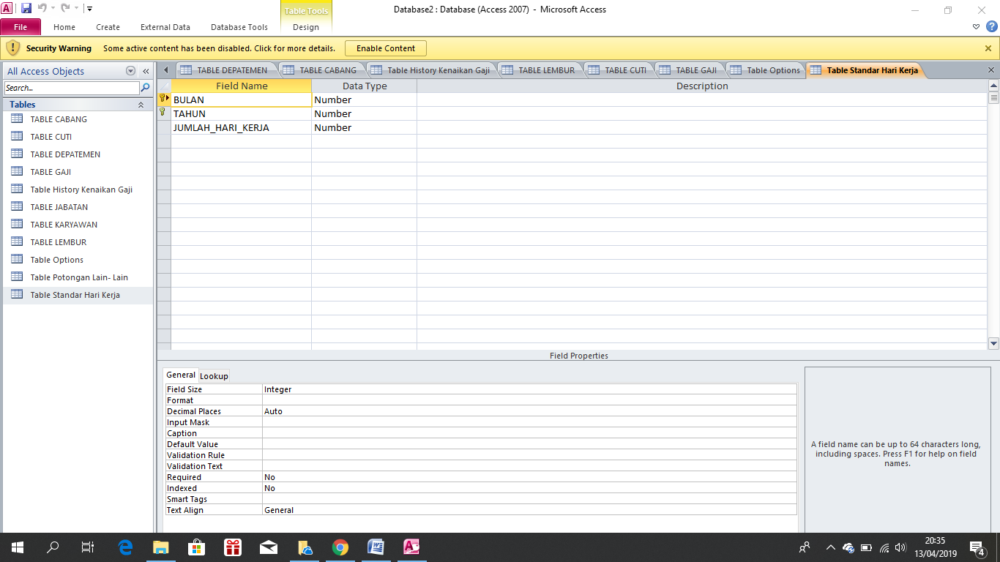 Database2 : Database (Access 2007) - Microsoft Access
Table Tools
File
Home
Create
External Data
Database Tools
Design
Security Warning
Some active content has been disabled. Click for more details.
Enable Content
All Access Objects
Search...
Tables
TABLE CABANG
TABLE CUTI
TABLE DEPATEMEN
TABLE GAJI
Table History Kenaikan Gaji
TABLE JABATAN
TABLE KARYAWAN
TABLE LEMBUR
Table Options
Table Potongan Lain- Lain
Table Standar Hari Kerja
TABLE DEPATEMEN
TABLE CABANG
Table History Kenaikan Gaji
TABLE LEMBUR
TABLE CUTI
TABLE GAJI
Table Options
Table Standar Hari Kerja
Field Name Data Type Description
BULAN Number
TAHUN Number
JUMLAH_HARI_KERJA Number
Field Properties
General Lookup
Field Size Integer
Format
Decimal Places Auto
Input Mask
Caption
Default Value
Validation Rule
Validation Text
Required No
Indexed No
Smart Tags
Text Align General
A field name can be up to 64 characters long,
including spaces. Press F1 for help on field
names.
20:35
13/04/2019
4